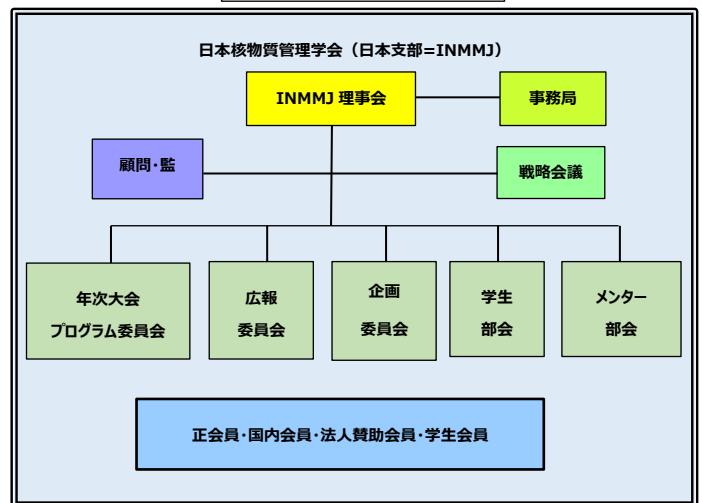 日本核物質管理学会（日本支部=INMMJ）
INMMJ 理事会
事務局
顧問・監
戦略会議
年次大会
プログラム委員会
広報
委員会
企画
委員会
学生
部会
メンター
部会
正会員・国内会員・法人賛助会員・学生会員